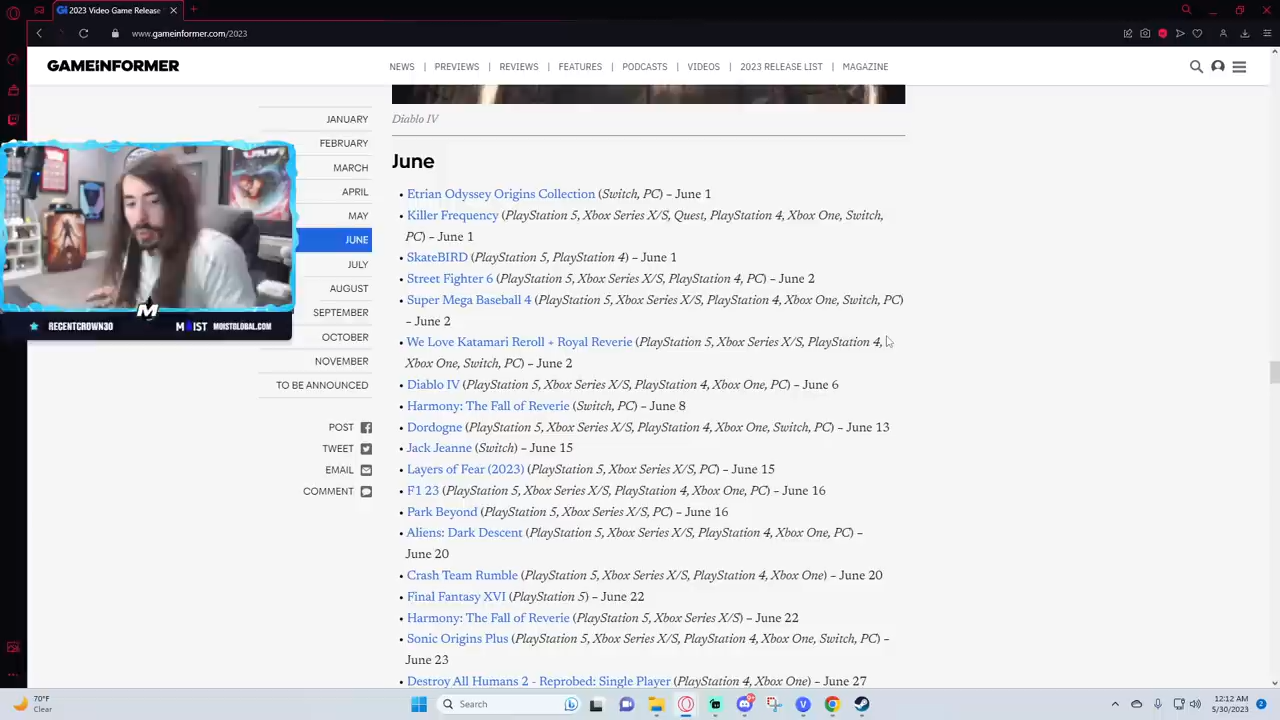 2023 Video Game Release
www.gameinformer.com/2023
GAMEiNFORMER
NEWS | PREVIEWS | REVIEWS | FEATURES | PODCASTS | VIDEOS | 2023 RELEASE LIST | MAGAZINE
JANUARY
FEBRUARY
MARCH
APRIL
MAY
JUNE
JULY
AUGUST
SEPTEMBER
OCTOBER
NOVEMBER
TO BE ANNOUNCED
POST
TWEET
EMAIL
COMMENT
M
RECENTCROWN30
MOIST MOISTGLOBAL.COM
Diablo IV
June
• Etrian Odyssey Origins Collection (Switch, PC) – June 1
• Killer Frequency (PlayStation 5, Xbox Series X/S, Quest, PlayStation 4, Xbox One, Switch,
PC) – June 1
• SkateBIRD (PlayStation 5, PlayStation 4) – June 1
• Street Fighter 6 (PlayStation 5, Xbox Series X/S, PlayStation 4, PC) – June 2
• Super Mega Baseball 4 (PlayStation 5, Xbox Series X/S, PlayStation 4, Xbox One, Switch, PC)
– June 2
• We Love Katamari Reroll + Royal Reverie (PlayStation 5, Xbox Series X/S, PlayStation 4,
Xbox One, Switch, PC) – June 2
• Diablo IV (PlayStation 5, Xbox Series X/S, PlayStation 4, Xbox One, PC) – June 6
• Harmony: The Fall of Reverie (Switch, PC) – June 8
• Dordogne (PlayStation 5, Xbox Series X/S, PlayStation 4, Xbox One, Switch, PC) – June 13
• Jack Jeanne (Switch) – June 15
• Layers of Fear (2023) (PlayStation 5, Xbox Series X/S, PC) – June 15
• F1 23 (PlayStation 5, Xbox Series X/S, PlayStation 4, Xbox One, PC) – June 16
• Park Beyond (PlayStation 5, Xbox Series X/S, PC) – June 16
• Aliens: Dark Descent (PlayStation 5, Xbox Series X/S, PlayStation 4, Xbox One, PC) –
June 20
• Crash Team Rumble (PlayStation 5, Xbox Series X/S, PlayStation 4, Xbox One) – June 20
• Final Fantasy XVI (PlayStation 5) – June 22
• Harmony: The Fall of Reverie (PlayStation 5, Xbox Series X/S) – June 22
• Sonic Origins Plus (PlayStation 5, Xbox Series X/S, PlayStation 4, Xbox One, Switch, PC) –
June 23
• Destroy All Humans 2 - Reprobed: Single Player (PlayStation 4, Xbox One) – June 27
70°F
Clear
Search
12:12 AM
5/30/2023